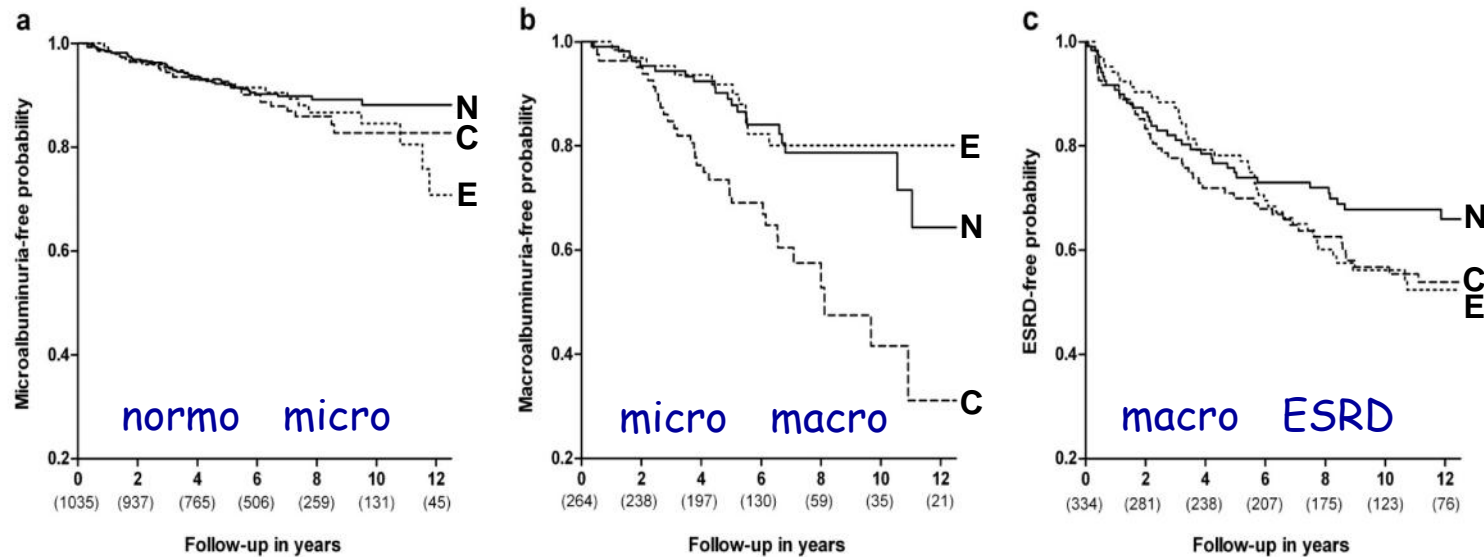 a
Microalbuminuria-free probability
1.0
0.8
0.6
0.4
0.2
N
C
E
normo micro
0 2 4 6 8 10 12
(1035) (937) (765) (506) (259) (131) (45)
Follow-up in years
b
Macroalbuminuria-free probability
1.0
0.8
0.6
0.4
0.2
E
N
C
micro macro
0 2 4 6 8 10 12
(264) (238) (197) (130) (59) (35) (21)
Follow-up in years
c
ESRD-free probability
1.0
0.8
0.6
0.4
0.2
N
C
E
macro ESRD
0 2 4 6 8 10 12
(334) (281) (238) (207) (175) (123) (76)
Follow-up in years